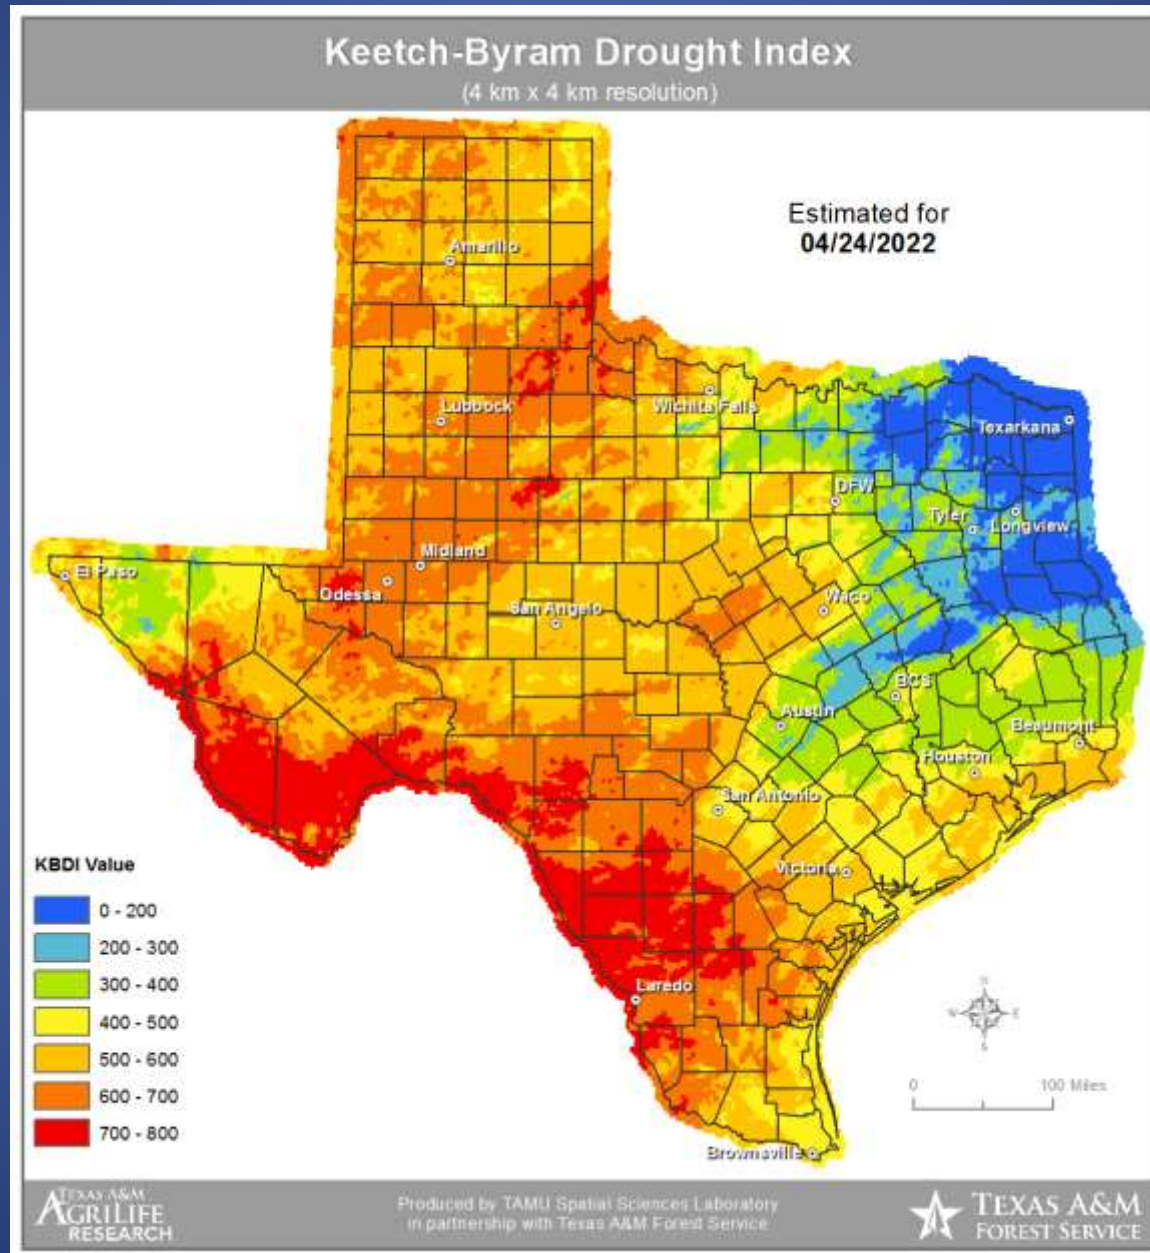 Keetch-Byram Drought Index
(4 km x 4 km resolution)
Estimated for
04/24/2022
Amarillo
Lubbock
Wichita Falls
Texarkana
DFW
Tyler
Longview
Midland
El Paso
Odessa
San Angelo
Waco
BCS
Austin
Beaumont
Houston
San Antonio
Victoria
Laredo
Brownsville
KBDI Value
0 - 200
200 - 300
300 - 400
400 - 500
500 - 600
600 - 700
700 - 800
N
W
E
S
0
100 Miles
TEXAS A&M
AGRILIFE
RESEARCH
Produced by TAMU Spatial Sciences Laboratory
in partnership with Texas A&M Forest Service
TEXAS A&M
FOREST SERVICE